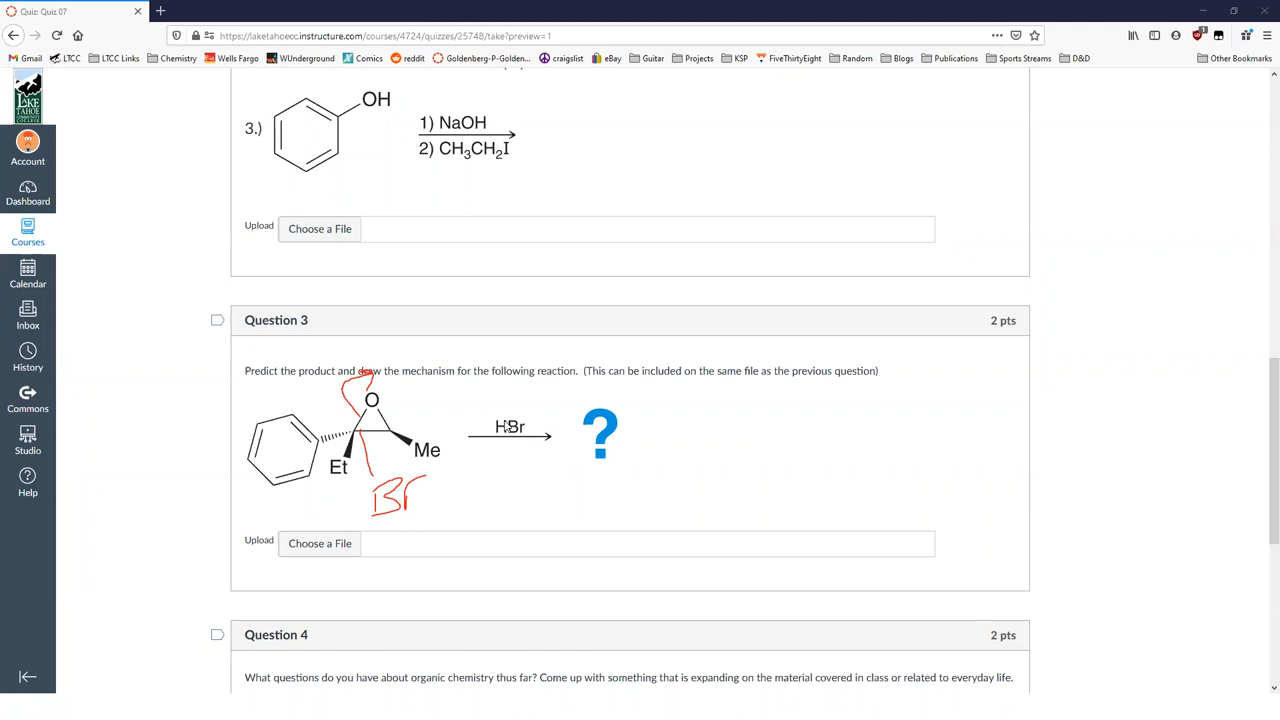 Quiz: Quiz 07
https://laketahoecc.instructure.com/courses/4724/quizzes/25748/take?preview=1
Gmail LTCC LTCC Links Chemistry Wells Fargo WUnderground Comics reddit Goldenberg-P-Golden... craigslist eBay Guitar Projects KSP FiveThirtyEight Random Blogs Publications Sports Streams D&D Other Bookmarks
LAKE TAHOE
Account
Dashboard
Courses
Calendar
Inbox
History
Commons
Studio
Help
3.)
OH
1) NaOH
2) CH3CH2I
Upload Choose a File
Question 3 2 pts
Predict the product and draw the mechanism for the following reaction. (This can be included on the same file as the previous question)
O
Et
Me
Br
HBr
?
Upload Choose a File
Question 4 2 pts
What questions do you have about organic chemistry thus far? Come up with something that is expanding on the material covered in class or related to everyday life.